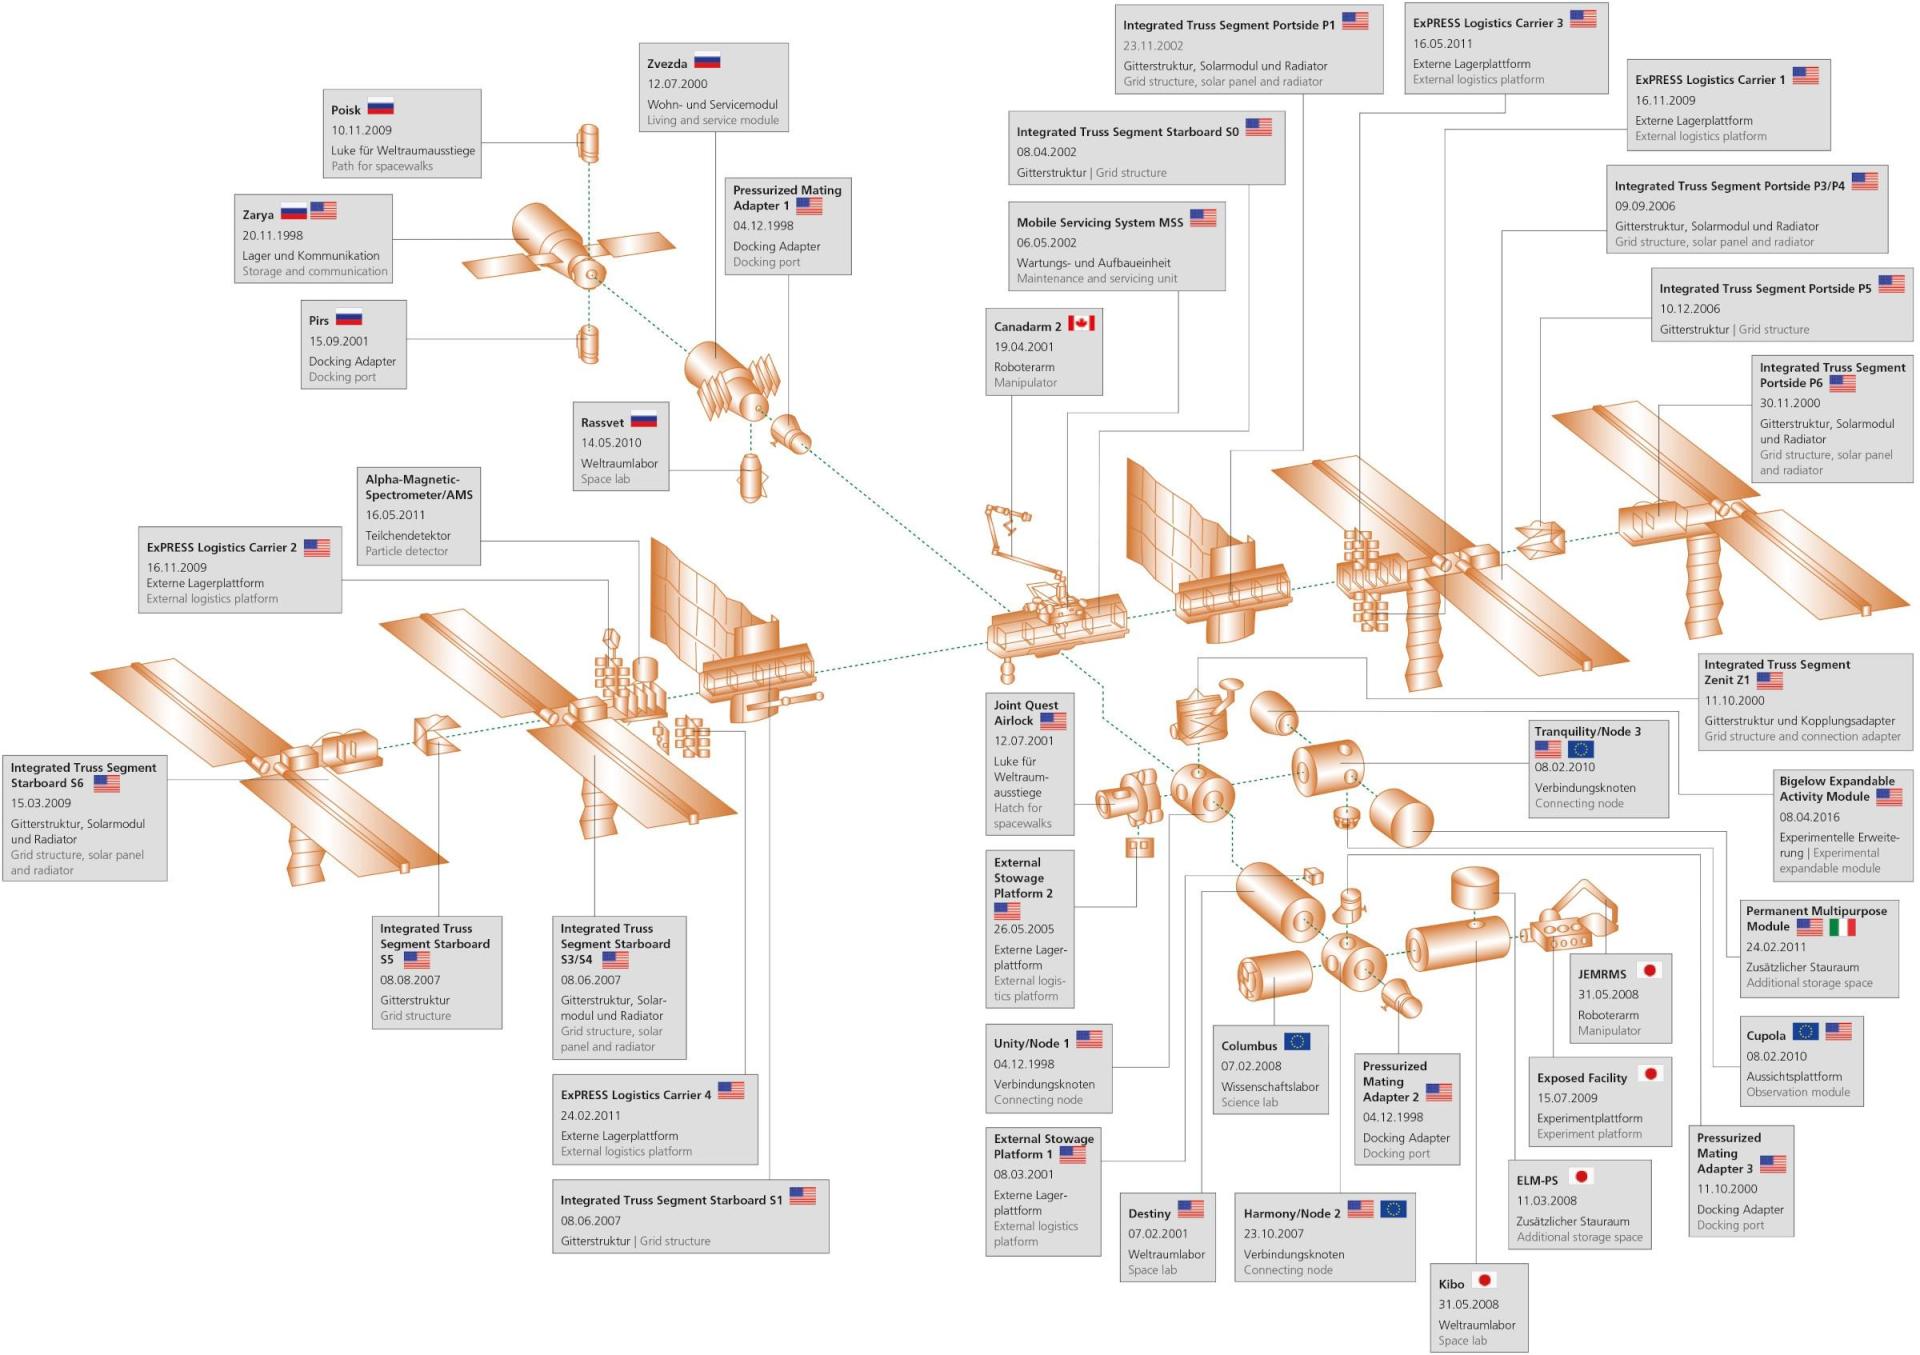 Zvezda
12.07.2000
Wohn- und Servicemodul
Living and service module
Poisk
10.11.2009
Luke für Weltraumausstiege
Path for spacewalks
Pressurized Mating
Adapter 1
04.12.1998
Docking Adapter
Docking port
Zarya
20.11.1998
Lager und Kommunikation
Storage and communication
Pirs
15.09.2001
Docking Adapter
Docking port
Rassvet
14.05.2010
Weltraumlabor
Space lab
Alpha-Magnetic-
Spectrometer/AMS
16.05.2011
Teilchendetektor
Particle detector
ExPRESS Logistics Carrier 2
16.11.2009
Externe Lagerplattform
External logistics platform
Integrated Truss Segment
Starboard S6
15.03.2009
Gitterstruktur, Solarmodul
und Radiator
Grid structure, solar panel
and radiator
Integrated Truss
Segment Starboard
S5
08.08.2007
Gitterstruktur
Grid structure
Integrated Truss
Segment Starboard
S3/S4
08.06.2007
Gitterstruktur, Solar-
modul und Radiator
Grid structure, solar
panel and radiator
ExPRESS Logistics Carrier 4
24.02.2011
Externe Lagerplattform
External logistics platform
Integrated Truss Segment Starboard S1
08.06.2007
Gitterstruktur | Grid structure
Integrated Truss Segment Portside P1
23.11.2002
Gitterstruktur, Solarmodul und Radiator
Grid structure, solar panel and radiator
ExPRESS Logistics Carrier 3
16.05.2011
Externe Lagerplattform
External logistics platform
ExPRESS Logistics Carrier 1
16.11.2009
Externe Lagerplattform
External logistics platform
Integrated Truss Segment Starboard S0
08.04.2002
Gitterstruktur | Grid structure
Integrated Truss Segment Portside P3/P4
09.09.2006
Gitterstruktur, Solarmodul und Radiator
Grid structure, solar panel and radiator
Mobile Servicing System MSS
06.05.2002
Wartungs- und Aufbaueinheit
Maintenance and servicing unit
Integrated Truss Segment Portside P5
10.12.2006
Gitterstruktur | Grid structure
Canadarm 2
19.04.2001
Roboterarm
Manipulator
Integrated Truss Segment
Portside P6
30.11.2000
Gitterstruktur, Solarmodul
und Radiator
Grid structure, solar panel
and radiator
Integrated Truss Segment
Zenit Z1
11.10.2000
Gitterstruktur und Kopplungsadapter
Grid structure and connection adapter
Joint Quest
Airlock
12.07.2001
Luke für
Weltraum-
ausstiege
Hatch for
spacewalks
Tranquility/Node 3
08.02.2010
Verbindungsknoten
Connecting node
Bigelow Expandable
Activity Module
08.04.2016
Experimentelle Erweite-
rung | Experimental
expandable module
External
Stowage
Platform 2
26.05.2005
Externe Lager-
plattform
External logis-
tics platform
Permanent Multipurpose
Module
24.02.2011
Zusätzlicher Stauraum
Additional storage space
JEMRMS
31.05.2008
Roboterarm
Manipulator
Cupola
08.02.2010
Aussichtsplattform
Observation module
Unity/Node 1
04.12.1998
Verbindungsknoten
Connecting node
Columbus
07.02.2008
Wissenschaftslabor
Science lab
Pressurized
Mating
Adapter 2
04.12.1998
Docking Adapter
Docking port
Exposed Facility
15.07.2009
Experimentplattform
Experiment platform
External Stowage
Platform 1
08.03.2001
Externe Lager-
plattform
External logistics
platform
Pressurized
Mating
Adapter 3
11.10.2000
Docking Adapter
Docking port
ELM-PS
11.03.2008
Zusätzlicher Stauraum
Additional storage space
Destiny
07.02.2001
Weltraumlabor
Space lab
Harmony/Node 2
23.10.2007
Verbindungsknoten
Connecting node
Kibo
31.05.2008
Weltraumlabor
Space lab